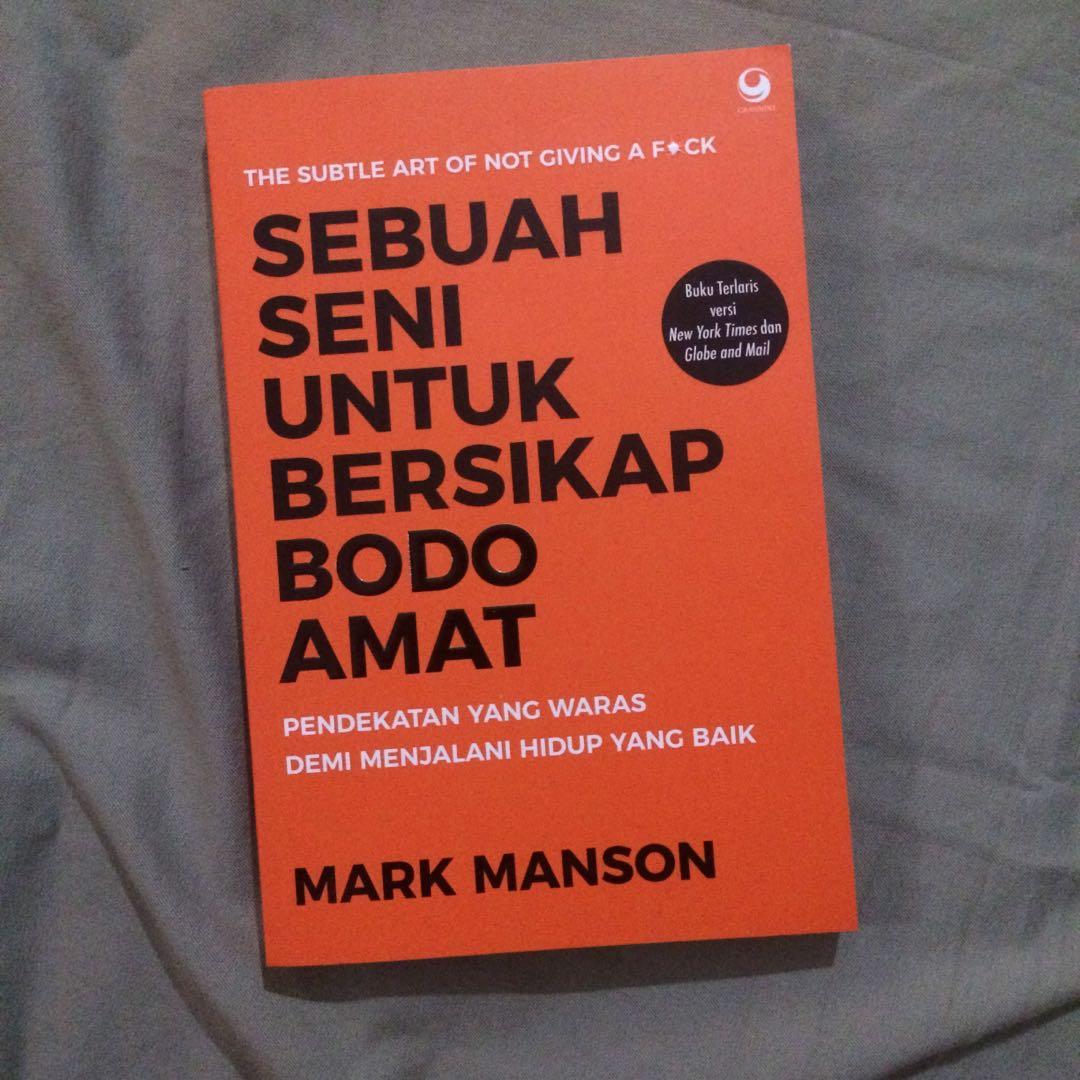 THE SUBTLE ART OF NOT GIVING A F*CK
SEBUAH
SENI
UNTUK
BERSIKAP
BODO
AMAT
Buku Terlaris
versi
New York Times dan
Globe and Mail
PENDEKATAN YANG WARAS
DEMI MENJALANI HIDUP YANG BAIK
MARK MANSON